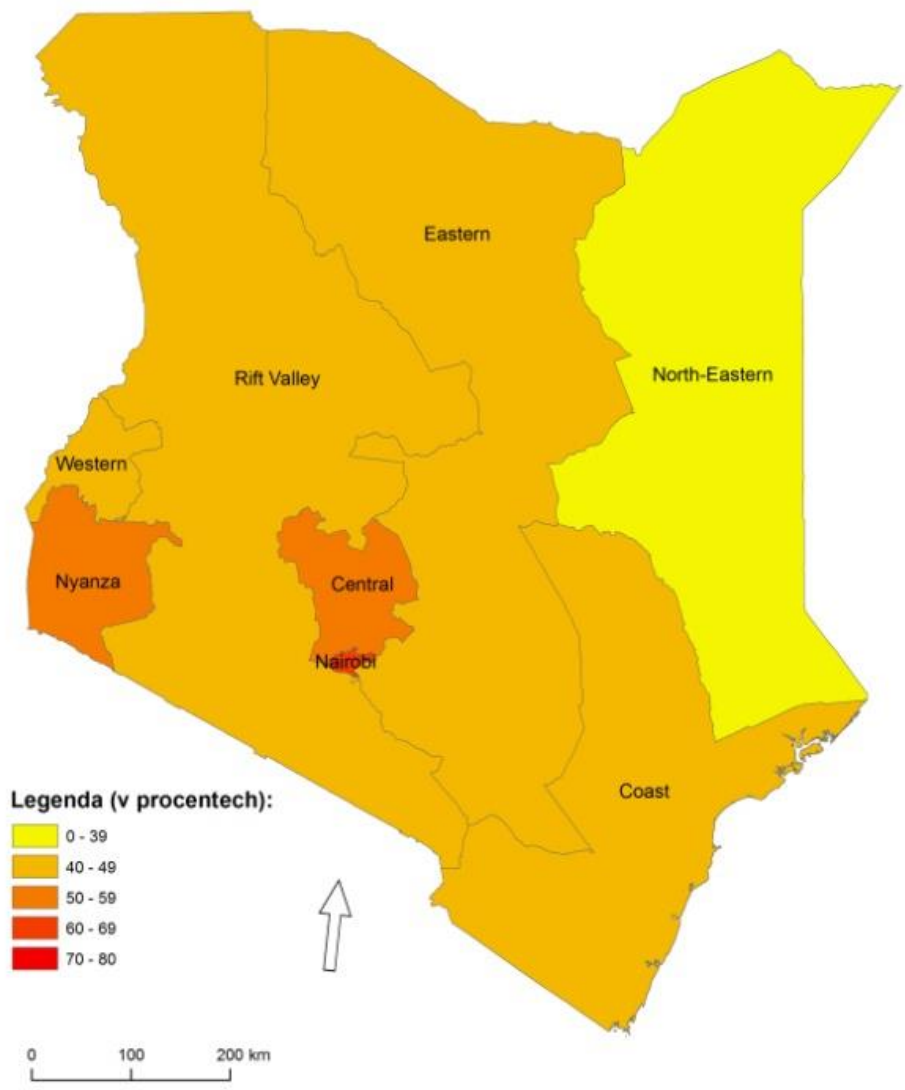 Eastern
Rift Valley
North-Eastern
Western
Nyanza
Central
Nairobi
Coast
Legenda (v procentech):
0 - 39
40 - 49
50 - 59
60 - 69
70 - 80
0 100 200 km